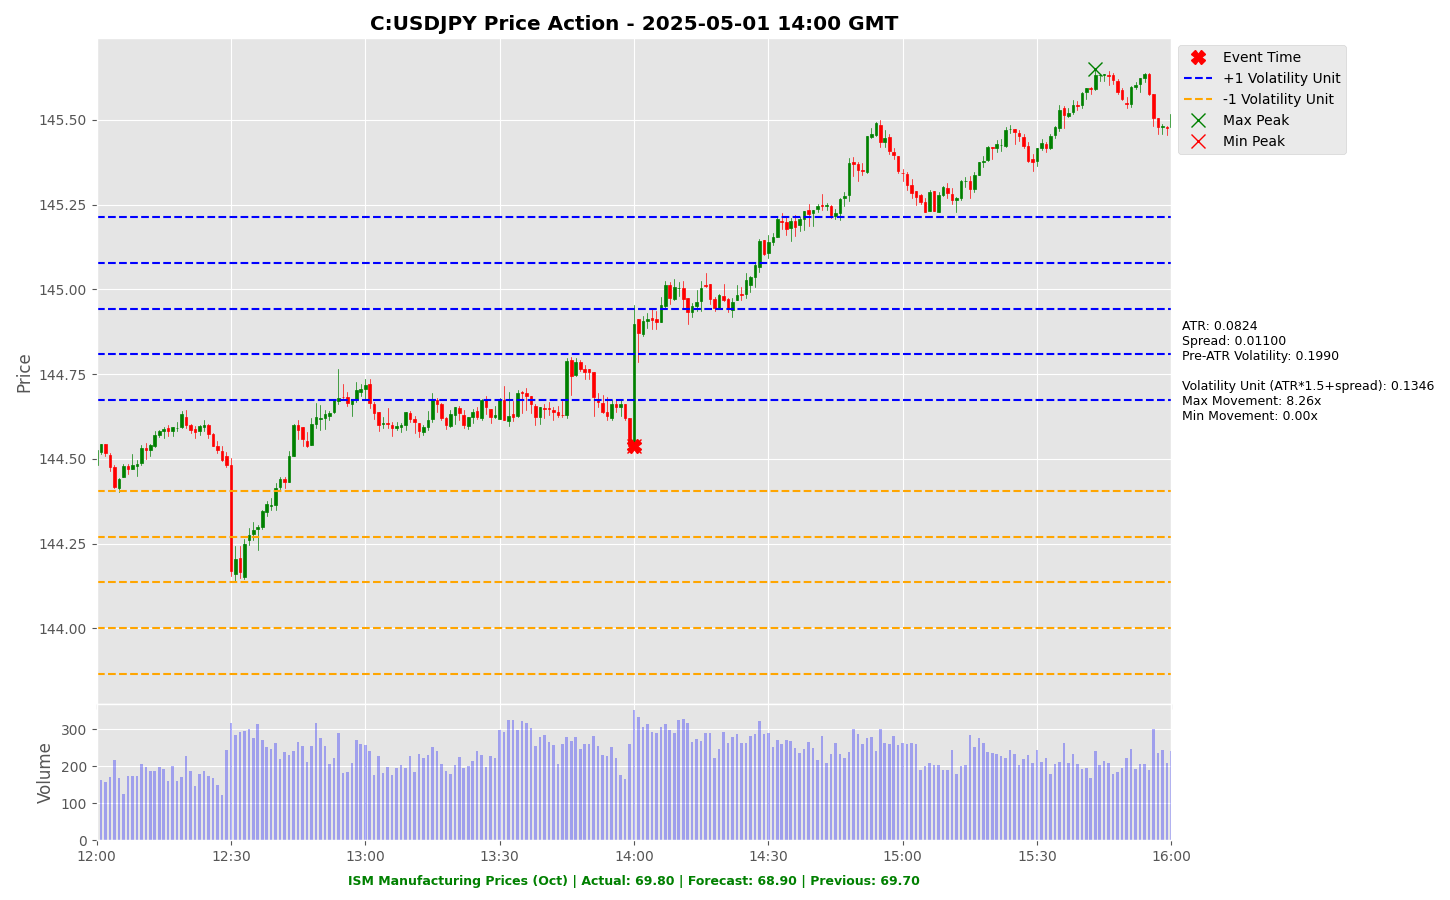 C:USDJPY Price Action - 2025-05-01 14:00 GMT
Event Time
+1 Volatility Unit
-1 Volatility Unit
Max Peak
Min Peak
145.50
145.25
145.00
144.75
144.50
144.25
144.00
Price
ATR: 0.0824
Spread: 0.01100
Pre-ATR Volatility: 0.1990
Volatility Unit (ATR*1.5+spread): 0.1346
Max Movement: 8.26x
Min Movement: 0.00x
300
200
100
0
Volume
12:00 12:30 13:00 13:30 14:00 14:30 15:00 15:30 16:00
ISM Manufacturing Prices (Oct) | Actual: 69.80 | Forecast: 68.90 | Previous: 69.70